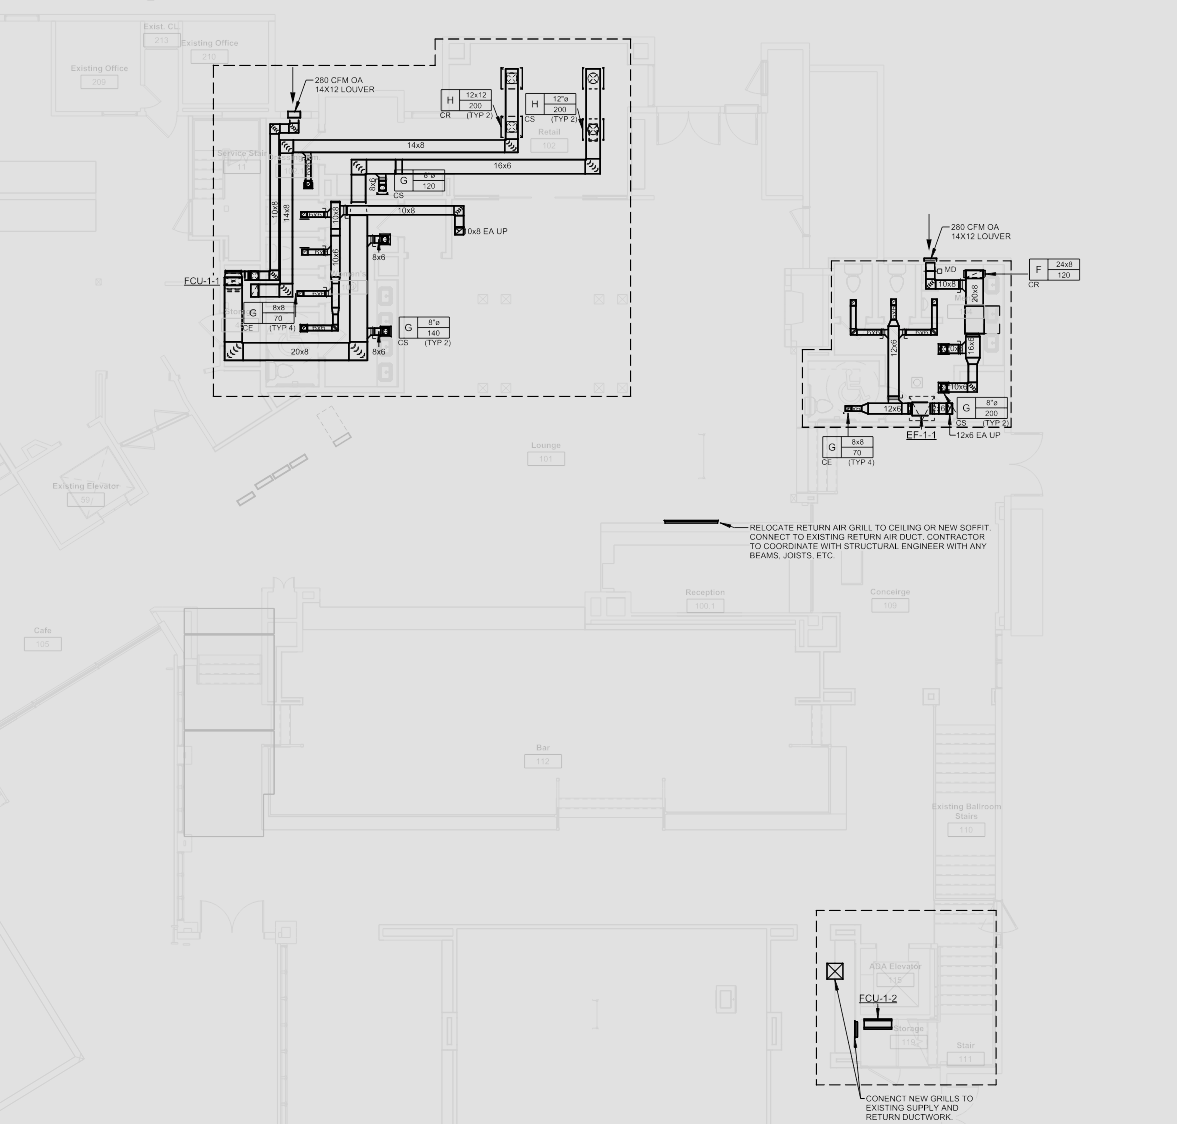 Exist. CL.
213
Existing Office
210
Existing Office
209
280 CFM OA
14X12 LOUVER
H
12x12
200
CR
(TYP 2)
H
12"ø
200
CS
(TYP 2)
Retail
102
14x8
16x6
Service Stair
11
8x6
G
8"ø
120
CS
10x8
14x8
10x8
10x8
10x6
0x8 EA UP
8x6
FCU-1-1
G
8x8
70
CE
(TYP 4)
G
8"ø
140
CS
(TYP 2)
20x8
8x6
280 CFM OA
14X12 LOUVER
MD
10x8
F
24x8
120
CR
20x8
12x6
16x6
10x6
G
8"ø
200
CS
(TYP 2)
12x6
12x6 EA UP
EF-1-1
G
8x8
70
CE
(TYP 4)
Lounge
101
Existing Elevator
99
RELOCATE RETURN AIR GRILL TO CEILING OR NEW SOFFIT.
CONNECT TO EXISTING RETURN AIR DUCT. CONTRACTOR
TO COORDINATE WITH STRUCTURAL ENGINEER WITH ANY
BEAMS, JOISTS, ETC.
Reception
100.1
Conceirge
100
Cafe
105
Bar
112
Existing Ballroom
Stairs
110
ADA Elevator
FCU-1-2
Storage
Stair
111
CONENCT NEW GRILLS TO
EXISTING SUPPLY AND
RETURN DUCTWORK.